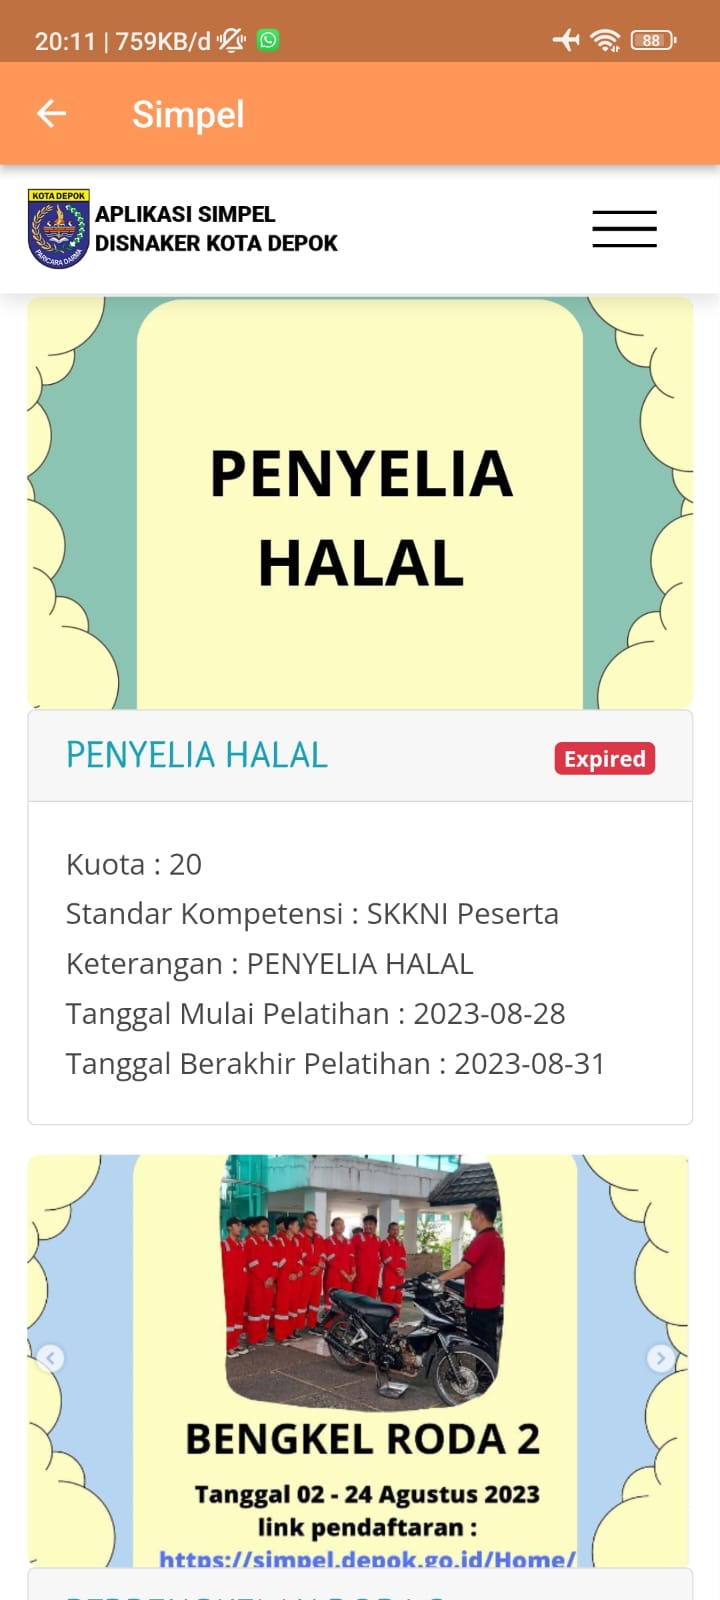 20:11 | 759KB/d
88
Simpel
KOTA DEPOK
PARICARA DARMA
APLIKASI SIMPEL
DISNAKER KOTA DEPOK
PENYELIA
HALAL
PENYELIA HALAL
Expired
Kuota : 20
Standar Kompetensi : SKKNI Peserta
Keterangan : PENYELIA HALAL
Tanggal Mulai Pelatihan : 2023-08-28
Tanggal Berakhir Pelatihan : 2023-08-31
BENGKEL RODA 2
Tanggal 02 - 24 Agustus 2023
link pendaftaran :
https://simpel.depok.go.id/Home/